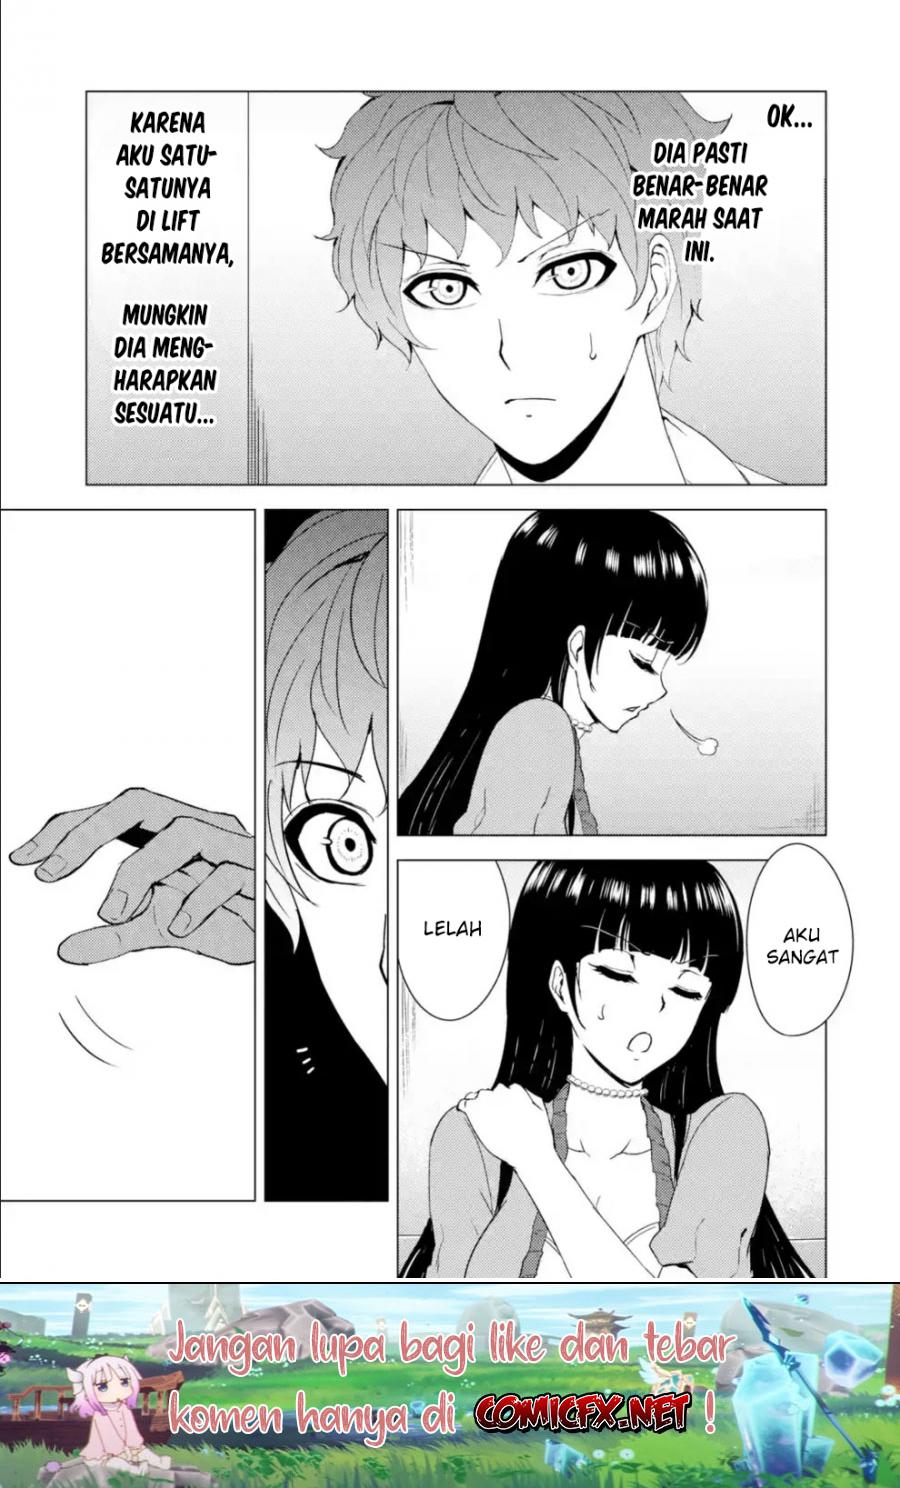 OK...
DIA PASTI
BENAR-BENAR
MARAH SAAT
INI.
KARENA
AKU SATU-
SATUNYA
DI LIFT
BERSAMANYA,
MUNGKIN
DIA MENG-
HARAPKAN
SESUATU...
AKU
SANGAT
LELAH
Jangan lupa bagi like dan tebar
komen hanya di COMICFX.NET !